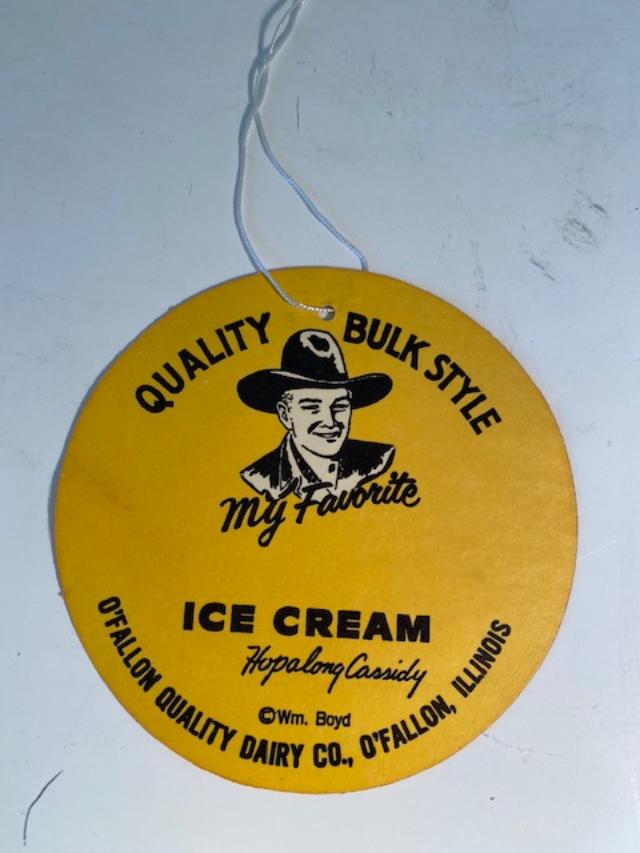 QUALITY BULK STYLE
My Favorite
ICE CREAM
Hopalong Cassidy
©Wm. Boyd
O'FALLON QUALITY DAIRY CO., O'FALLON, ILLINOIS